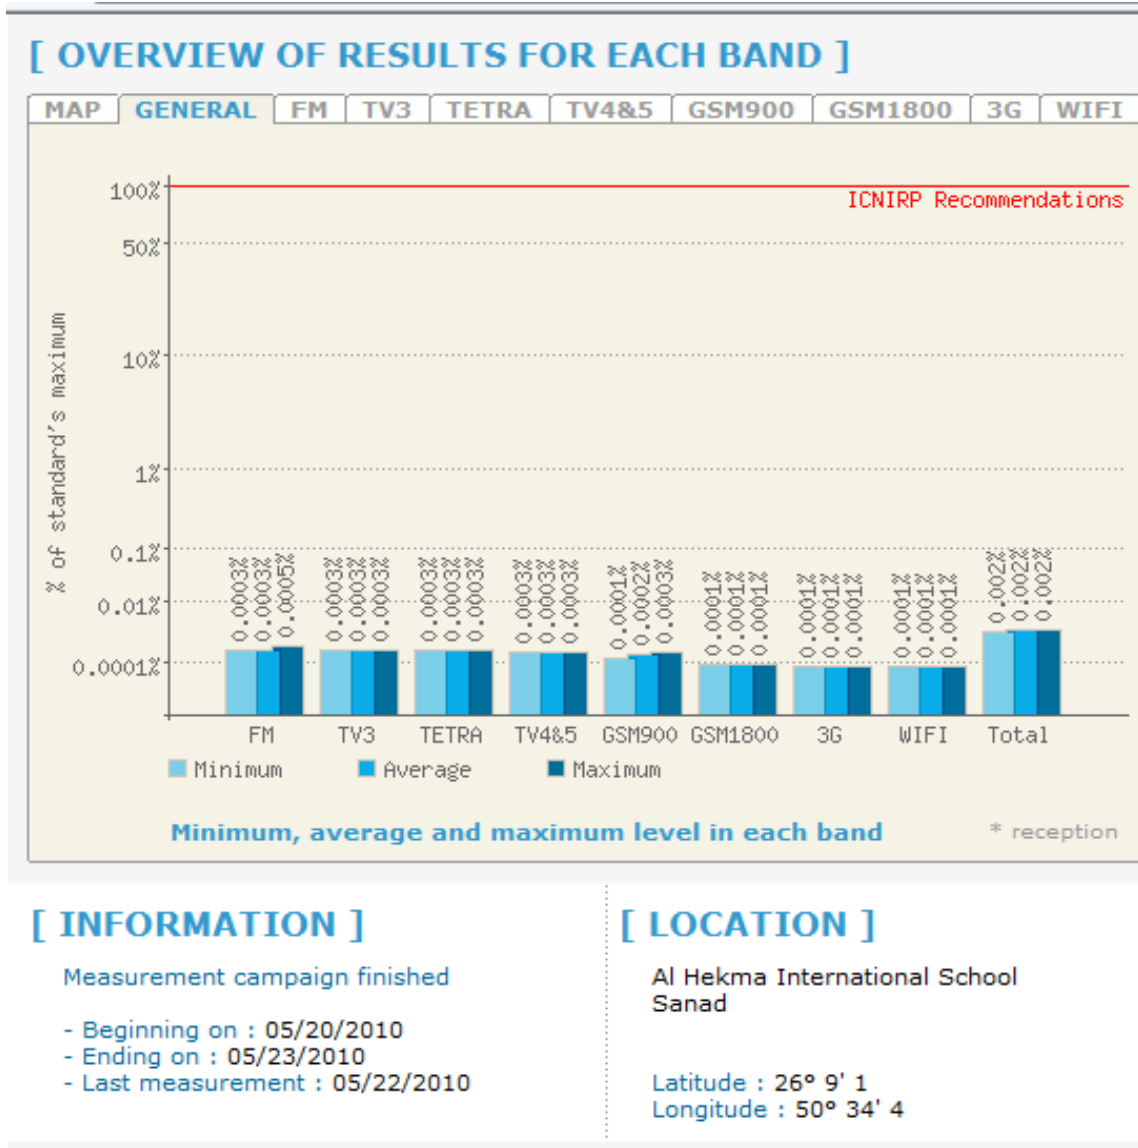 [ OVERVIEW OF RESULTS FOR EACH BAND ]
MAP GENERAL FM TV3 TETRA TV4&5 GSM900 GSM1800 3G WIFI
100%
ICNIRP Recommendations
50%
10%
1%
0.1%
0.01%
0.0001%
% of standard's maximum
0.0003% 0.0003% 0.0005% 0.0003% 0.0003% 0.0003% 0.0003% 0.0003% 0.0003% 0.0003% 0.0003% 0.0003% 0.0001% 0.0002% 0.0003% 0.0001% 0.0001% 0.0001% 0.0001% 0.0001% 0.0001% 0.0001% 0.0001% 0.0001% 0.002% 0.002% 0.002%
FM TV3 TETRA TV4&5 GSM900 GSM1800 3G WIFI Total
Minimum Average Maximum
Minimum, average and maximum level in each band * reception
[ INFORMATION ]
Measurement campaign finished
- Beginning on : 05/20/2010
- Ending on : 05/23/2010
- Last measurement : 05/22/2010
[ LOCATION ]
Al Hekma International School
Sanad
Latitude : 26° 9' 1
Longitude : 50° 34' 4